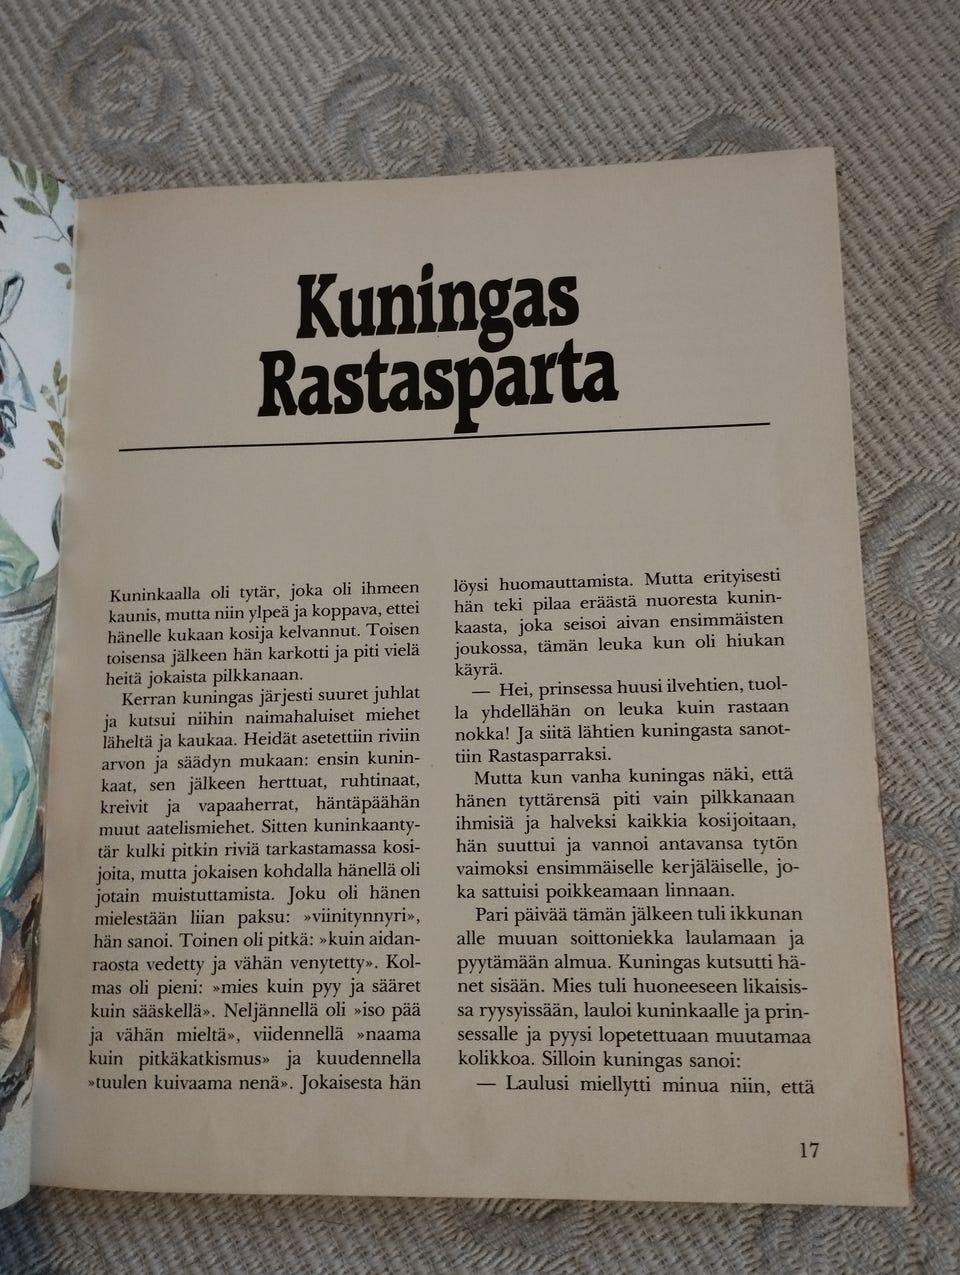 Kuningas
Rastasparta
Kuninkaalla oli tytär, joka oli ihmeen
kaunis, mutta niin ylpeä ja koppava, ettei
hänelle kukaan kosija kelvannut. Toisen
toisensa jälkeen hän karkotti ja piti vielä
heitä jokaista pilkkanaan.
Kerran kuningas järjesti suuret juhlat
ja kutsui niihin naimahaluiset miehet
läheltä ja kaukaa. Heidät asetettiin riviin
arvon ja säädyn mukaan: ensin kunin-
kaat, sen jälkeen herttuat, ruhtinaat,
kreivit ja vapaaherrat, häntäpäähän
muut aatelismiehet. Sitten kuninkaanty-
tär kulki pitkin riviä tarkastamassa kosi-
joita, mutta jokaisen kohdalla hänellä oli
jotain muistuttamista. Joku oli hänen
mielestään liian paksu: »viinitynnyri»,
hän sanoi. Toinen oli pitkä: »kuin aidan-
raosta vedetty ja vähän venytetty». Kol-
mas oli pieni: »mies kuin pyy ja sääret
kuin sääskellä». Neljännellä oli »iso pää
ja vähän mieltä», viidennellä »naama
kuin pitkäkatkismus» ja kuudennella
»tuulen kuivaama nenä». Jokaisesta hän
löysi huomauttamista. Mutta erityisesti
hän teki pilaa eräästä nuoresta kunin-
kaasta, joka seisoi aivan ensimmäisten
joukossa, tämän leuka kun oli hiukan
käyrä.
— Hei, prinsessa huusi ilvehtien, tuol-
la yhdellähän on leuka kuin rastaan
nokka! Ja siitä lähtien kuningasta sanot-
tiin Rastasparraksi.
Mutta kun vanha kuningas näki, että
hänen tyttärensä piti vain pilkkanaan
ihmisiä ja halveksi kaikkia kosijoitaan,
hän suuttui ja vannoi antavansa tytön
vaimoksi ensimmäiselle kerjäläiselle, jo-
ka sattuisi poikkeamaan linnaan.
Pari päivää tämän jälkeen tuli ikkunan
alle muuan soittoniekka laulamaan ja
pyytämään almua. Kuningas kutsutti hä-
net sisään. Mies tuli huoneeseen likaisis-
sa ryysyissään, lauloi kuninkaalle ja prin-
sessalle ja pyysi lopetettuaan muutamaa
kolikkoa. Silloin kuningas sanoi:
— Laulusi miellytti minua niin, että
17